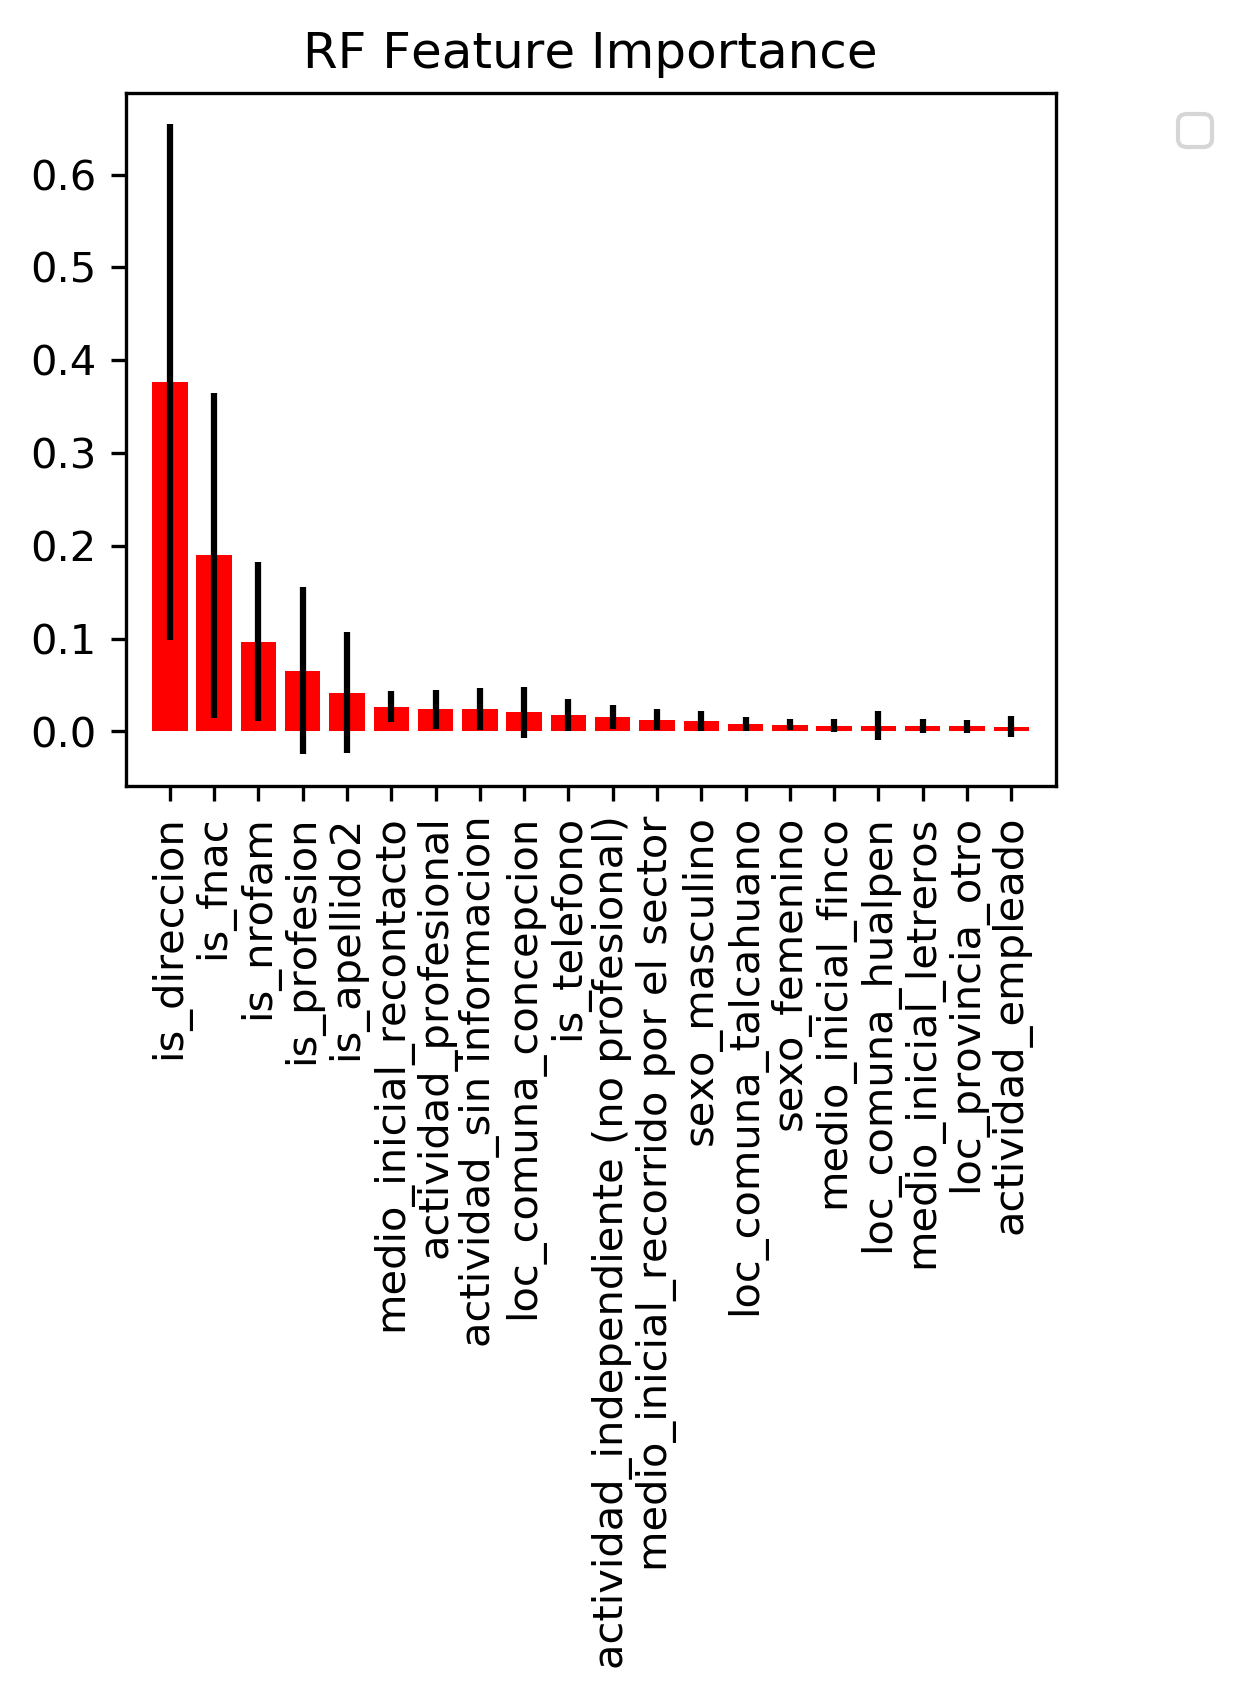 RF Feature Importance
0.6
0.5
0.4
0.3
0.2
0.1
0.0
is_direccion
is_fnac
is_nrofam
is_profesion
is_apellido2
medio_inicial_recontacto
actividad_profesional
actividad_sin informacion
loc_comuna_concepcion
is_telefono
actividad_independiente (no profesional)
medio_inicial_recorrido por el sector
sexo_masculino
loc_comuna_talcahuano
sexo_femenino
medio_inicial_finco
loc_comuna_hualpen
medio_inicial_letreros
loc_provincia_otro
actividad_empleado